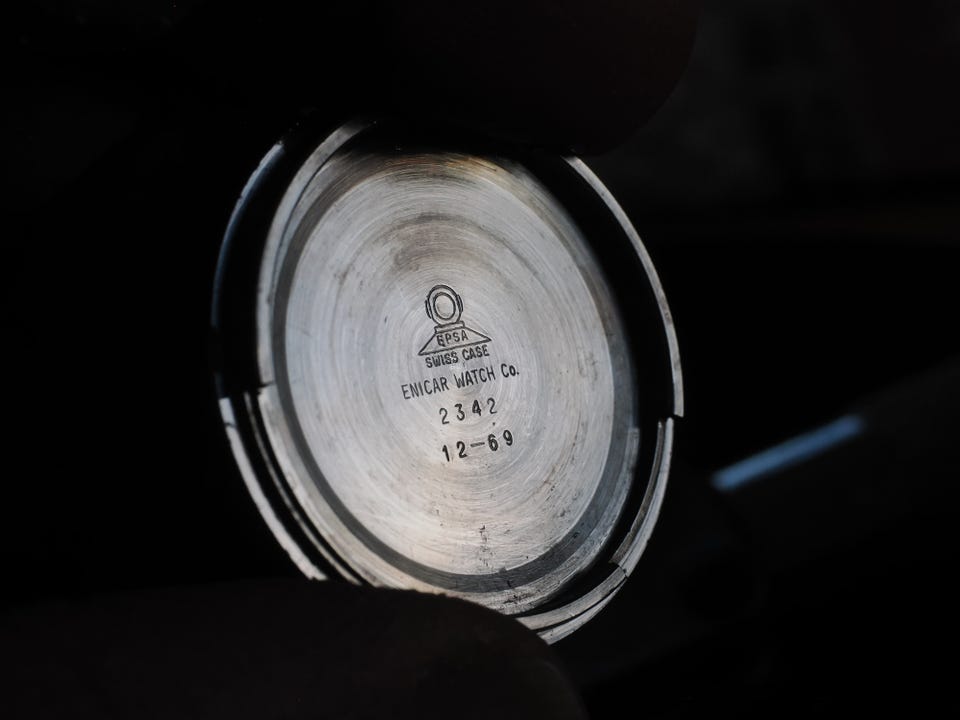 EPSA
SWISS CASE
ENICAR WATCH Co.
2342
12-69